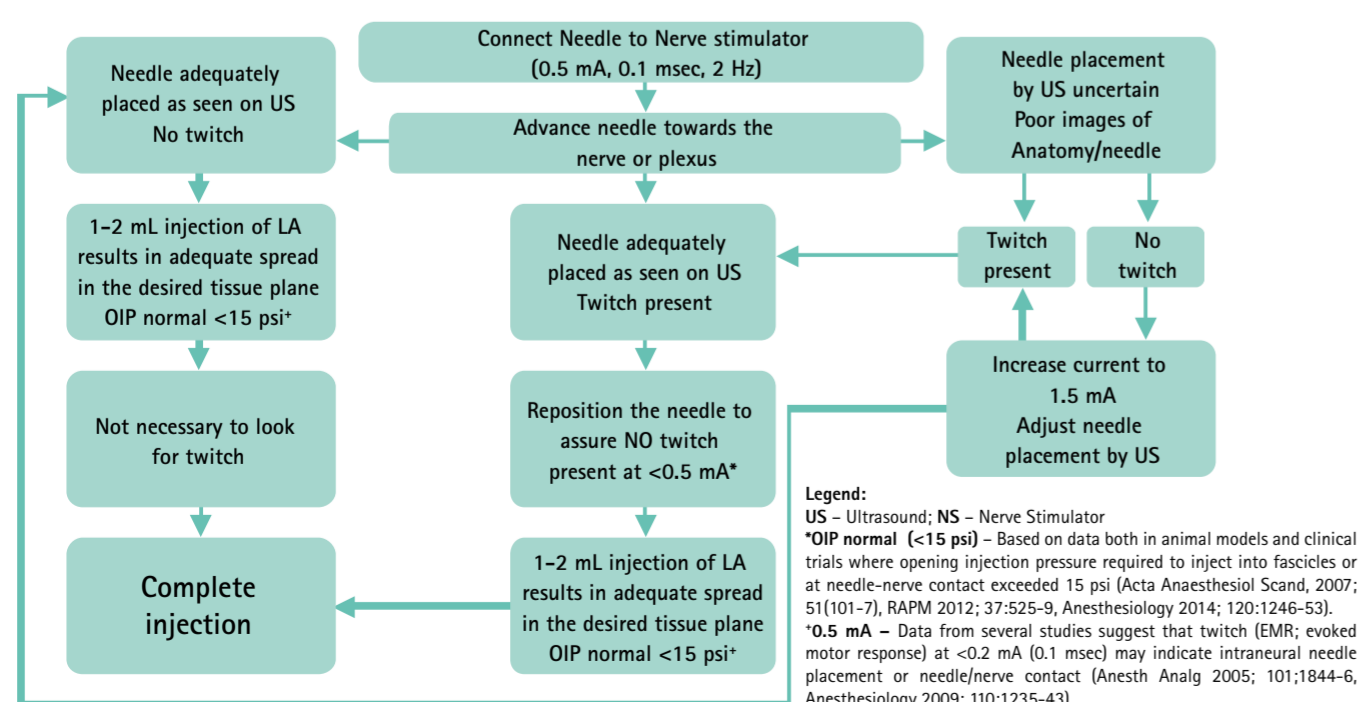 Connect Needle to Nerve stimulator
(0.5 mA, 0.1 msec, 2 Hz)
Advance needle towards the
nerve or plexus
Needle adequately
placed as seen on US
No twitch
1-2 mL injection of LA
results in adequate spread
in the desired tissue plane
OIP normal <15 psi⁺
Not necessary to look
for twitch
Complete
injection
Needle adequately
placed as seen on US
Twitch present
Reposition the needle to
assure NO twitch
present at <0.5 mA*
1-2 mL injection of LA
results in adequate spread
in the desired tissue plane
OIP normal <15 psi⁺
Needle placement
by US uncertain
Poor images of
Anatomy/needle
Twitch
present
No
twitch
Increase current to
1.5 mA
Adjust needle
placement by US
Legend:
US – Ultrasound; NS – Nerve Stimulator
*OIP normal (<15 psi) – Based on data both in animal models and clinical
trials where opening injection pressure required to inject into fascicles or
at needle-nerve contact exceeded 15 psi (Acta Anaesthesiol Scand, 2007;
51(101-7), RAPM 2012; 37:525-9, Anesthesiology 2014; 120:1246-53).
⁺0.5 mA – Data from several studies suggest that twitch (EMR; evoked
motor response) at <0.2 mA (0.1 msec) may indicate intraneural needle
placement or needle/nerve contact (Anesth Analg 2005; 101;1844-6,
Anesthesiology 2009; 110:1235-43)